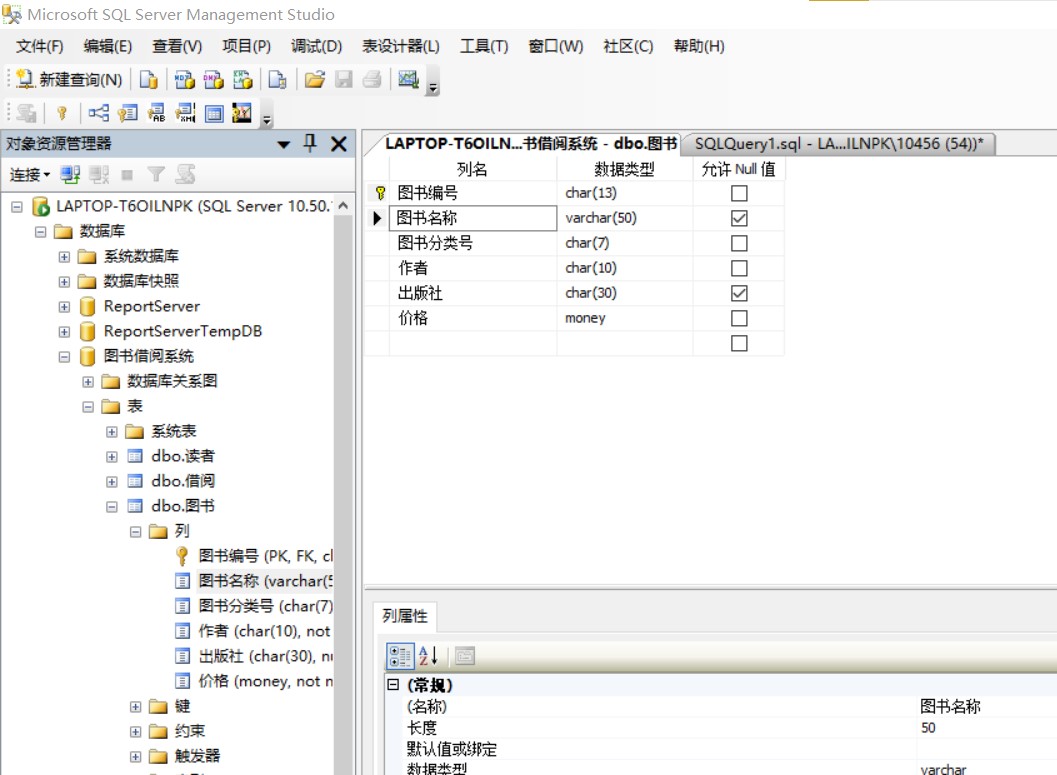 Microsoft SQL Server Management Studio
文件(F) 编辑(E) 查看(V) 项目(P) 调试(D) 表设计器(L) 工具(T) 窗口(W) 社区(C) 帮助(H)
新建查询(N)
对象资源管理器
连接
LAPTOP-T6OILNPK (SQL Server 10.50.
数据库
系统数据库
数据库快照
ReportServer
ReportServerTempDB
图书借阅系统
数据库关系图
表
系统表
dbo.读者
dbo.借阅
dbo.图书
列
图书编号 (PK, FK, cl
图书名称 (varchar(5
图书分类号 (char(7)
作者 (char(10), not
出版社 (char(30), nu
价格 (money, not n
键
约束
触发器
LAPTOP-T6OILN...书借阅系统 - dbo.图书 SQLQuery1.sql - LA...ILNPK\10456 (54))*
列名 数据类型 允许 Null 值
图书编号 char(13)
图书名称 varchar(50)
图书分类号 char(7)
作者 char(10)
出版社 char(30)
价格 money
列属性
(常规)
(名称) 图书名称
长度 50
默认值或绑定
数据类型 varchar